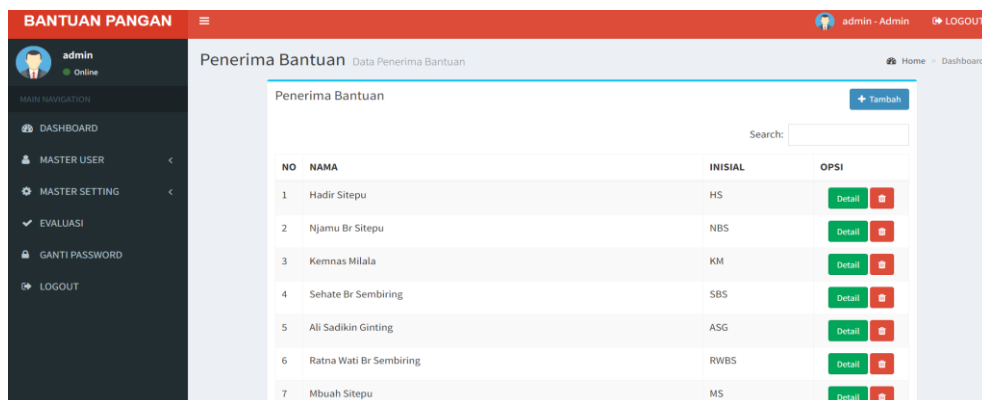 BANTUAN PANGAN
admin - Admin LOGOUT
admin
Online
Penerima Bantuan Data Penerima Bantuan
Home > Dashboard
MAIN NAVIGATION
DASHBOARD
MASTER USER
MASTER SETTING
EVALUASI
GANTI PASSWORD
LOGOUT
Penerima Bantuan
+ Tambah
Search:
NO NAMA INISIAL OPSI
1 Hadir Sitepu HS Detail
2 Njamu Br Sitepu NBS Detail
3 Kemnas Milala KM Detail
4 Sehate Br Sembiring SBS Detail
5 Ali Sadikin Ginting ASG Detail
6 Ratna Wati Br Sembiring RWBS Detail
7 Mbuah Sitepu MS Detail